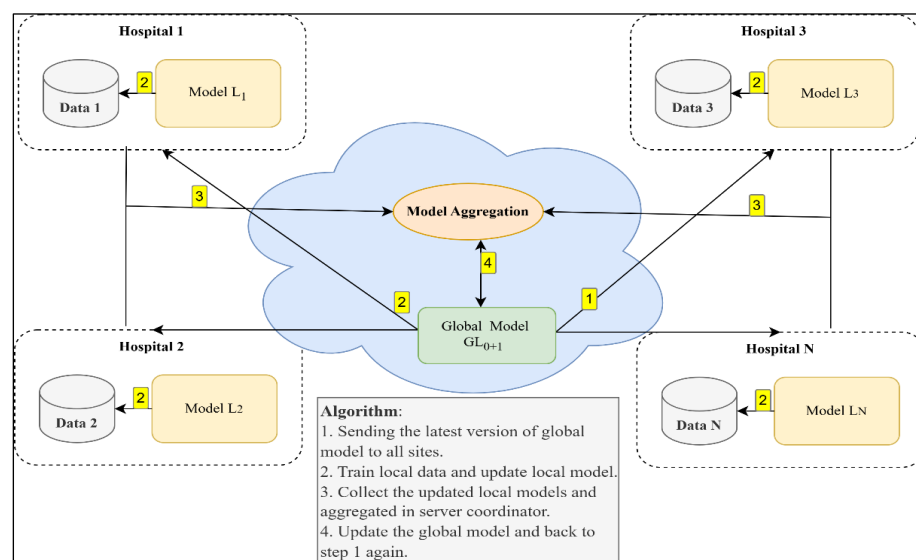 Hospital 1
Hospital 3
2
Data 1
Model L1
2
Data 3
Model L3
3
3
Model Aggregation
4
2
1
Global Model
GL0+1
Hospital 2
Hospital N
2
Data 2
Model L2
2
Data N
Model LN
Algorithm:
1. Sending the latest version of global
model to all sites.
2. Train local data and update local model.
3. Collect the updated local models and
aggregated in server coordinator.
4. Update the global model and back to
step 1 again.